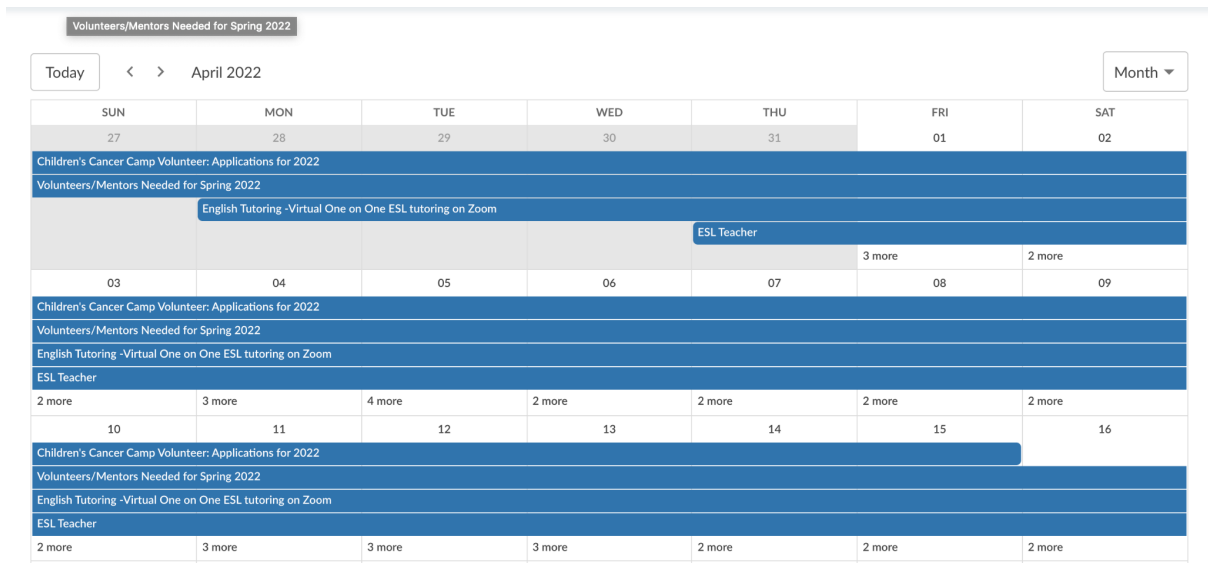 Volunteers/Mentors Needed for Spring 2022
Today < > April 2022 Month
SUN MON TUE WED THU FRI SAT
27 28 29 30 31 01 02
Children's Cancer Camp Volunteer: Applications for 2022
Volunteers/Mentors Needed for Spring 2022
English Tutoring -Virtual One on One ESL tutoring on Zoom
ESL Teacher
3 more 2 more
03 04 05 06 07 08 09
Children's Cancer Camp Volunteer: Applications for 2022
Volunteers/Mentors Needed for Spring 2022
English Tutoring -Virtual One on One ESL tutoring on Zoom
ESL Teacher
2 more 3 more 4 more 2 more 2 more 2 more 2 more
10 11 12 13 14 15 16
Children's Cancer Camp Volunteer: Applications for 2022
Volunteers/Mentors Needed for Spring 2022
English Tutoring -Virtual One on One ESL tutoring on Zoom
ESL Teacher
2 more 3 more 3 more 3 more 2 more 2 more 2 more